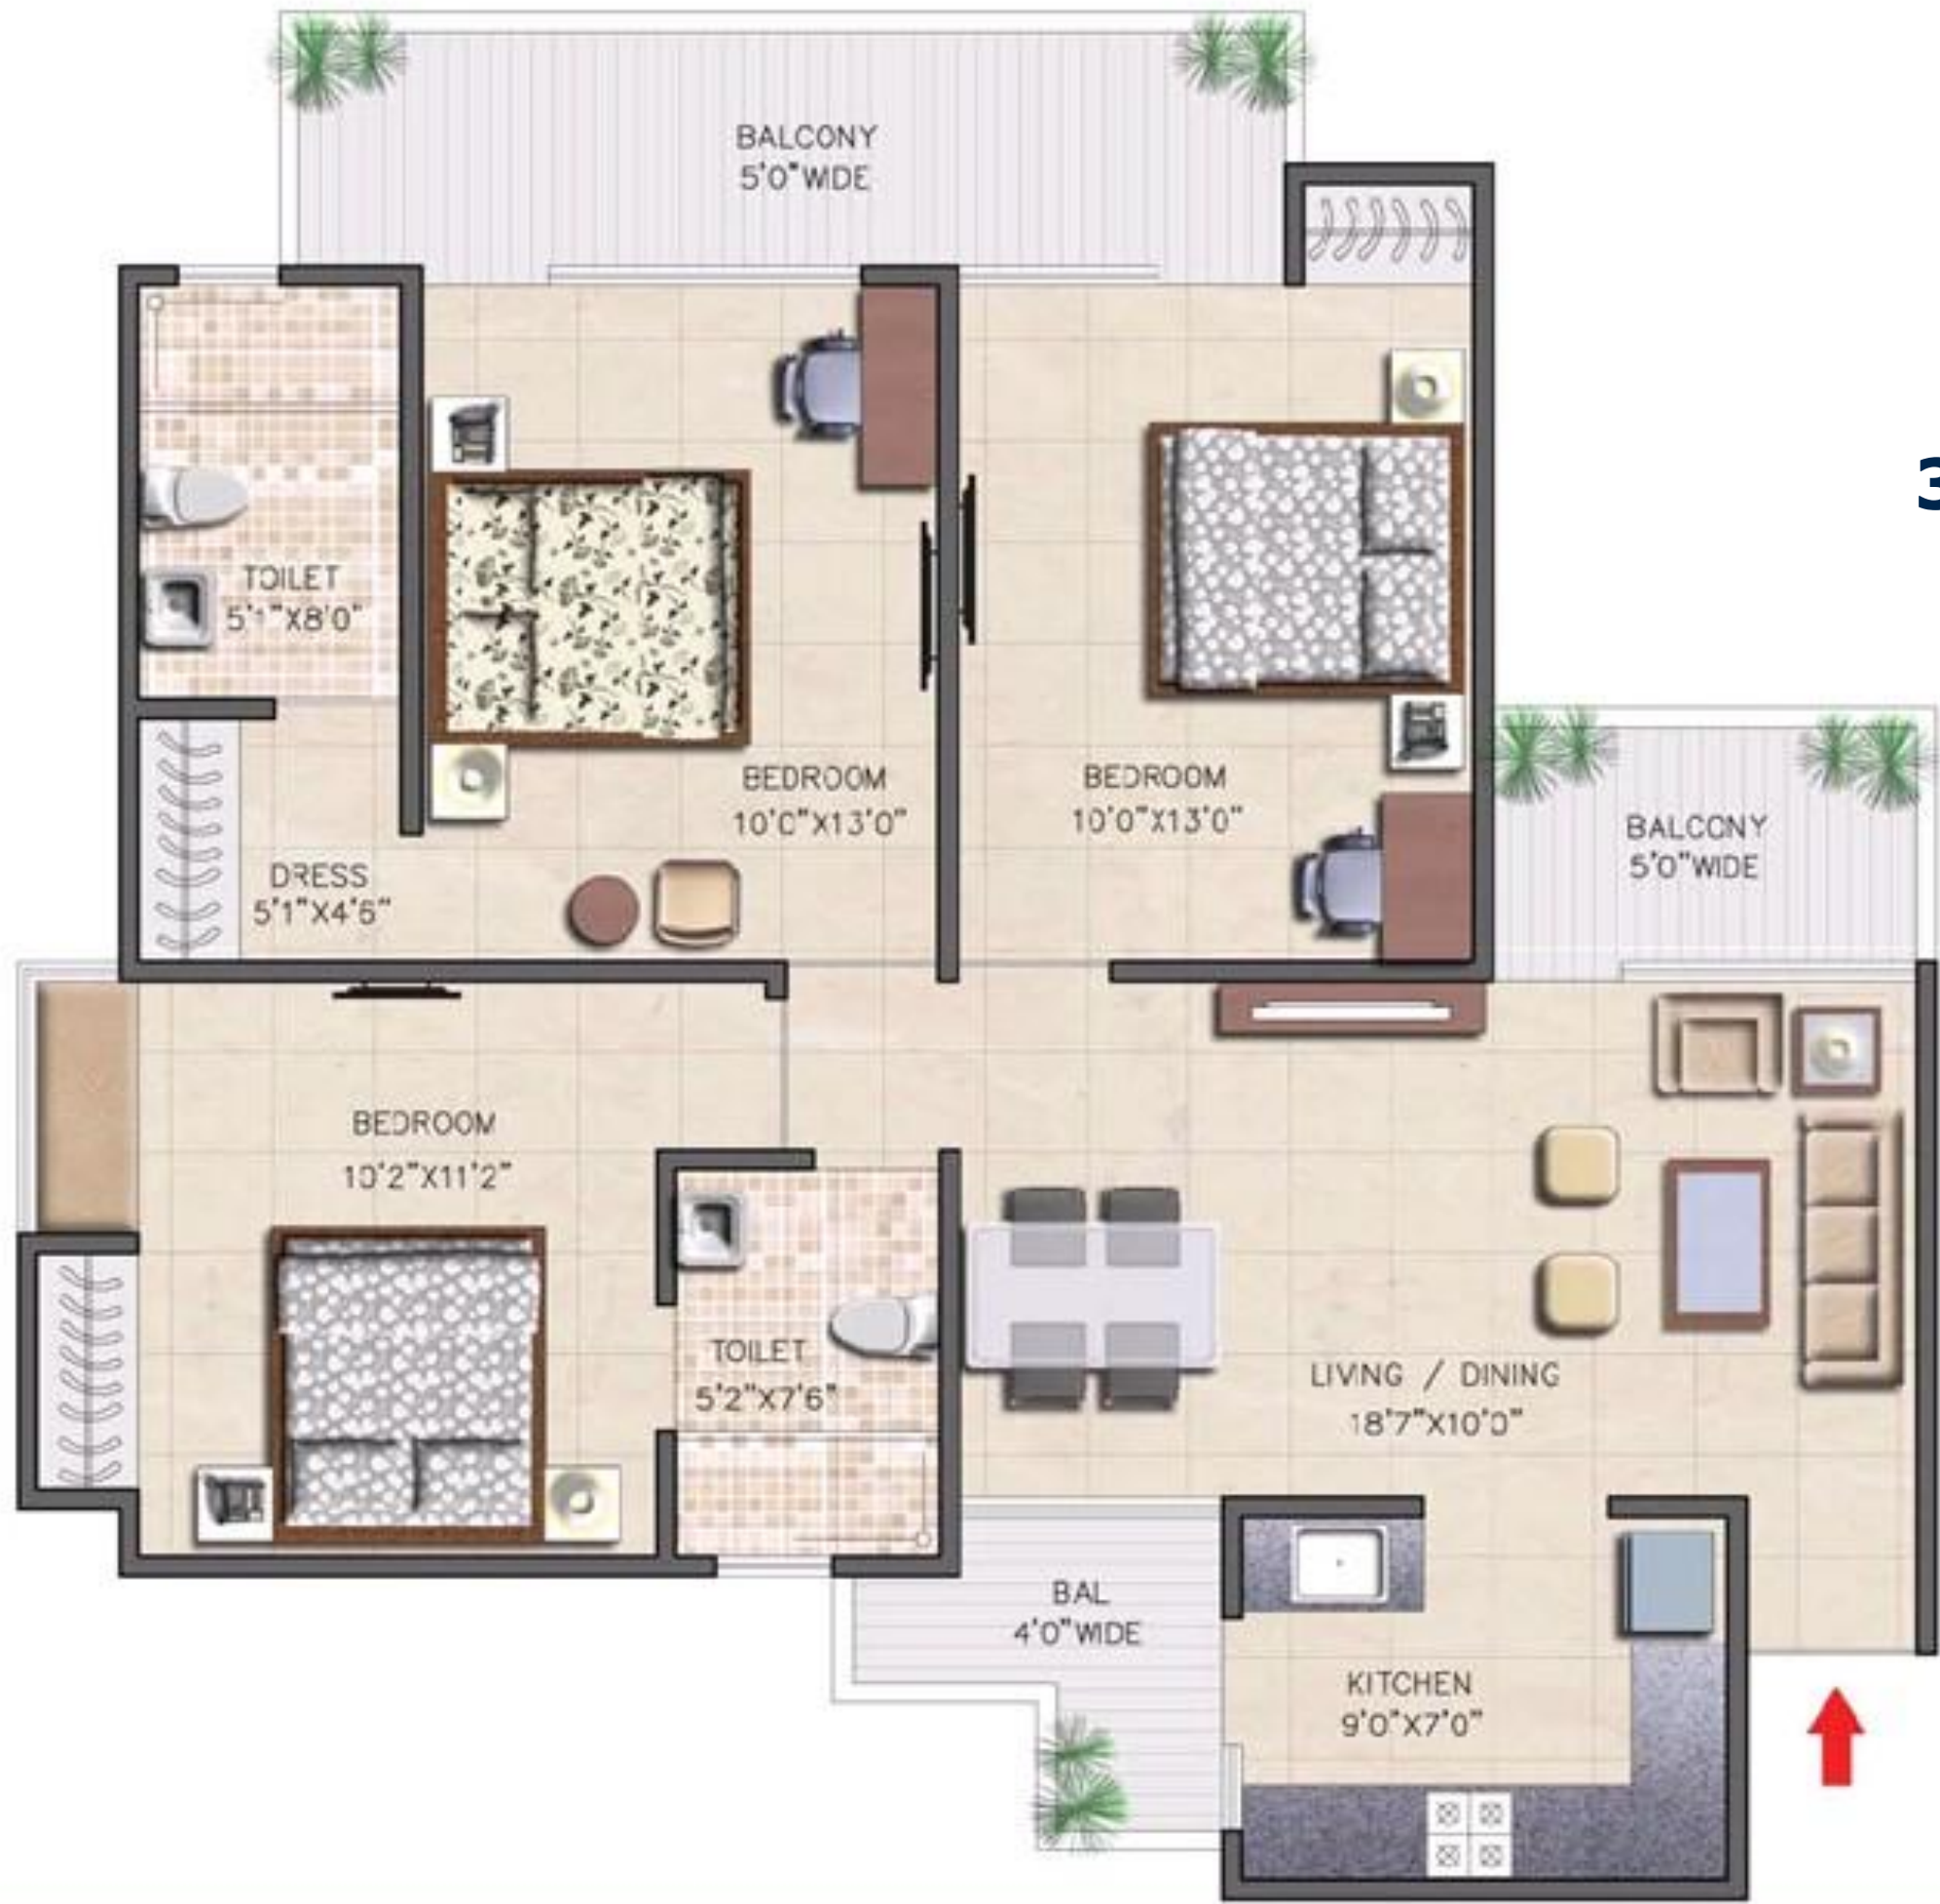 BALCONY
5'0"WIDE
3
TOILET
5'1"X8'0"
BEDROOM
10'0"X13'0"
BEDROOM
10'0"X13'0"
BALCONY
5'0"WIDE
DRESS
5'1"X4'6"
BEDROOM
10'2"X11'2"
TOILET
5'2"X7'6"
LIVING / DINING
18'7"X10'0"
BAL
4'0"WIDE
KITCHEN
9'0"X7'0"